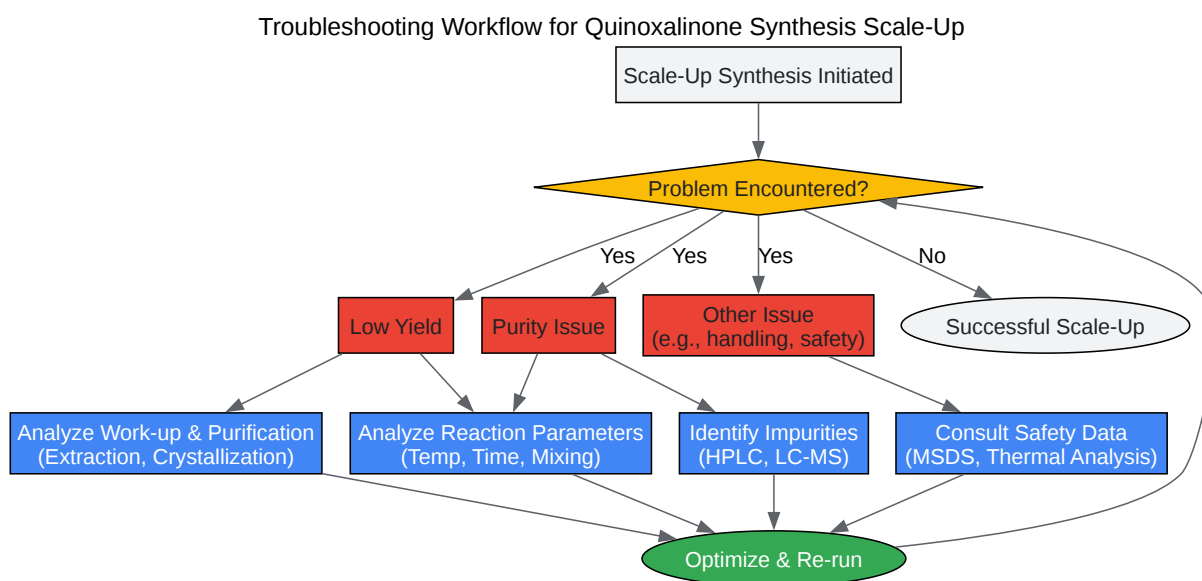 Troubleshooting Workflow for Quinoxalinone Synthesis Scale-Up
Scale-Up Synthesis Initiated
Problem Encountered?
Yes
Yes
Yes
No
Low Yield
Purity Issue
Other Issue
(e.g., handling, safety)
Successful Scale-Up
Analyze Work-up & Purification
(Extraction, Crystallization)
Analyze Reaction Parameters
(Temp, Time, Mixing)
Identify Impurities
(HPLC, LC-MS)
Consult Safety Data
(MSDS, Thermal Analysis)
Optimize & Re-run